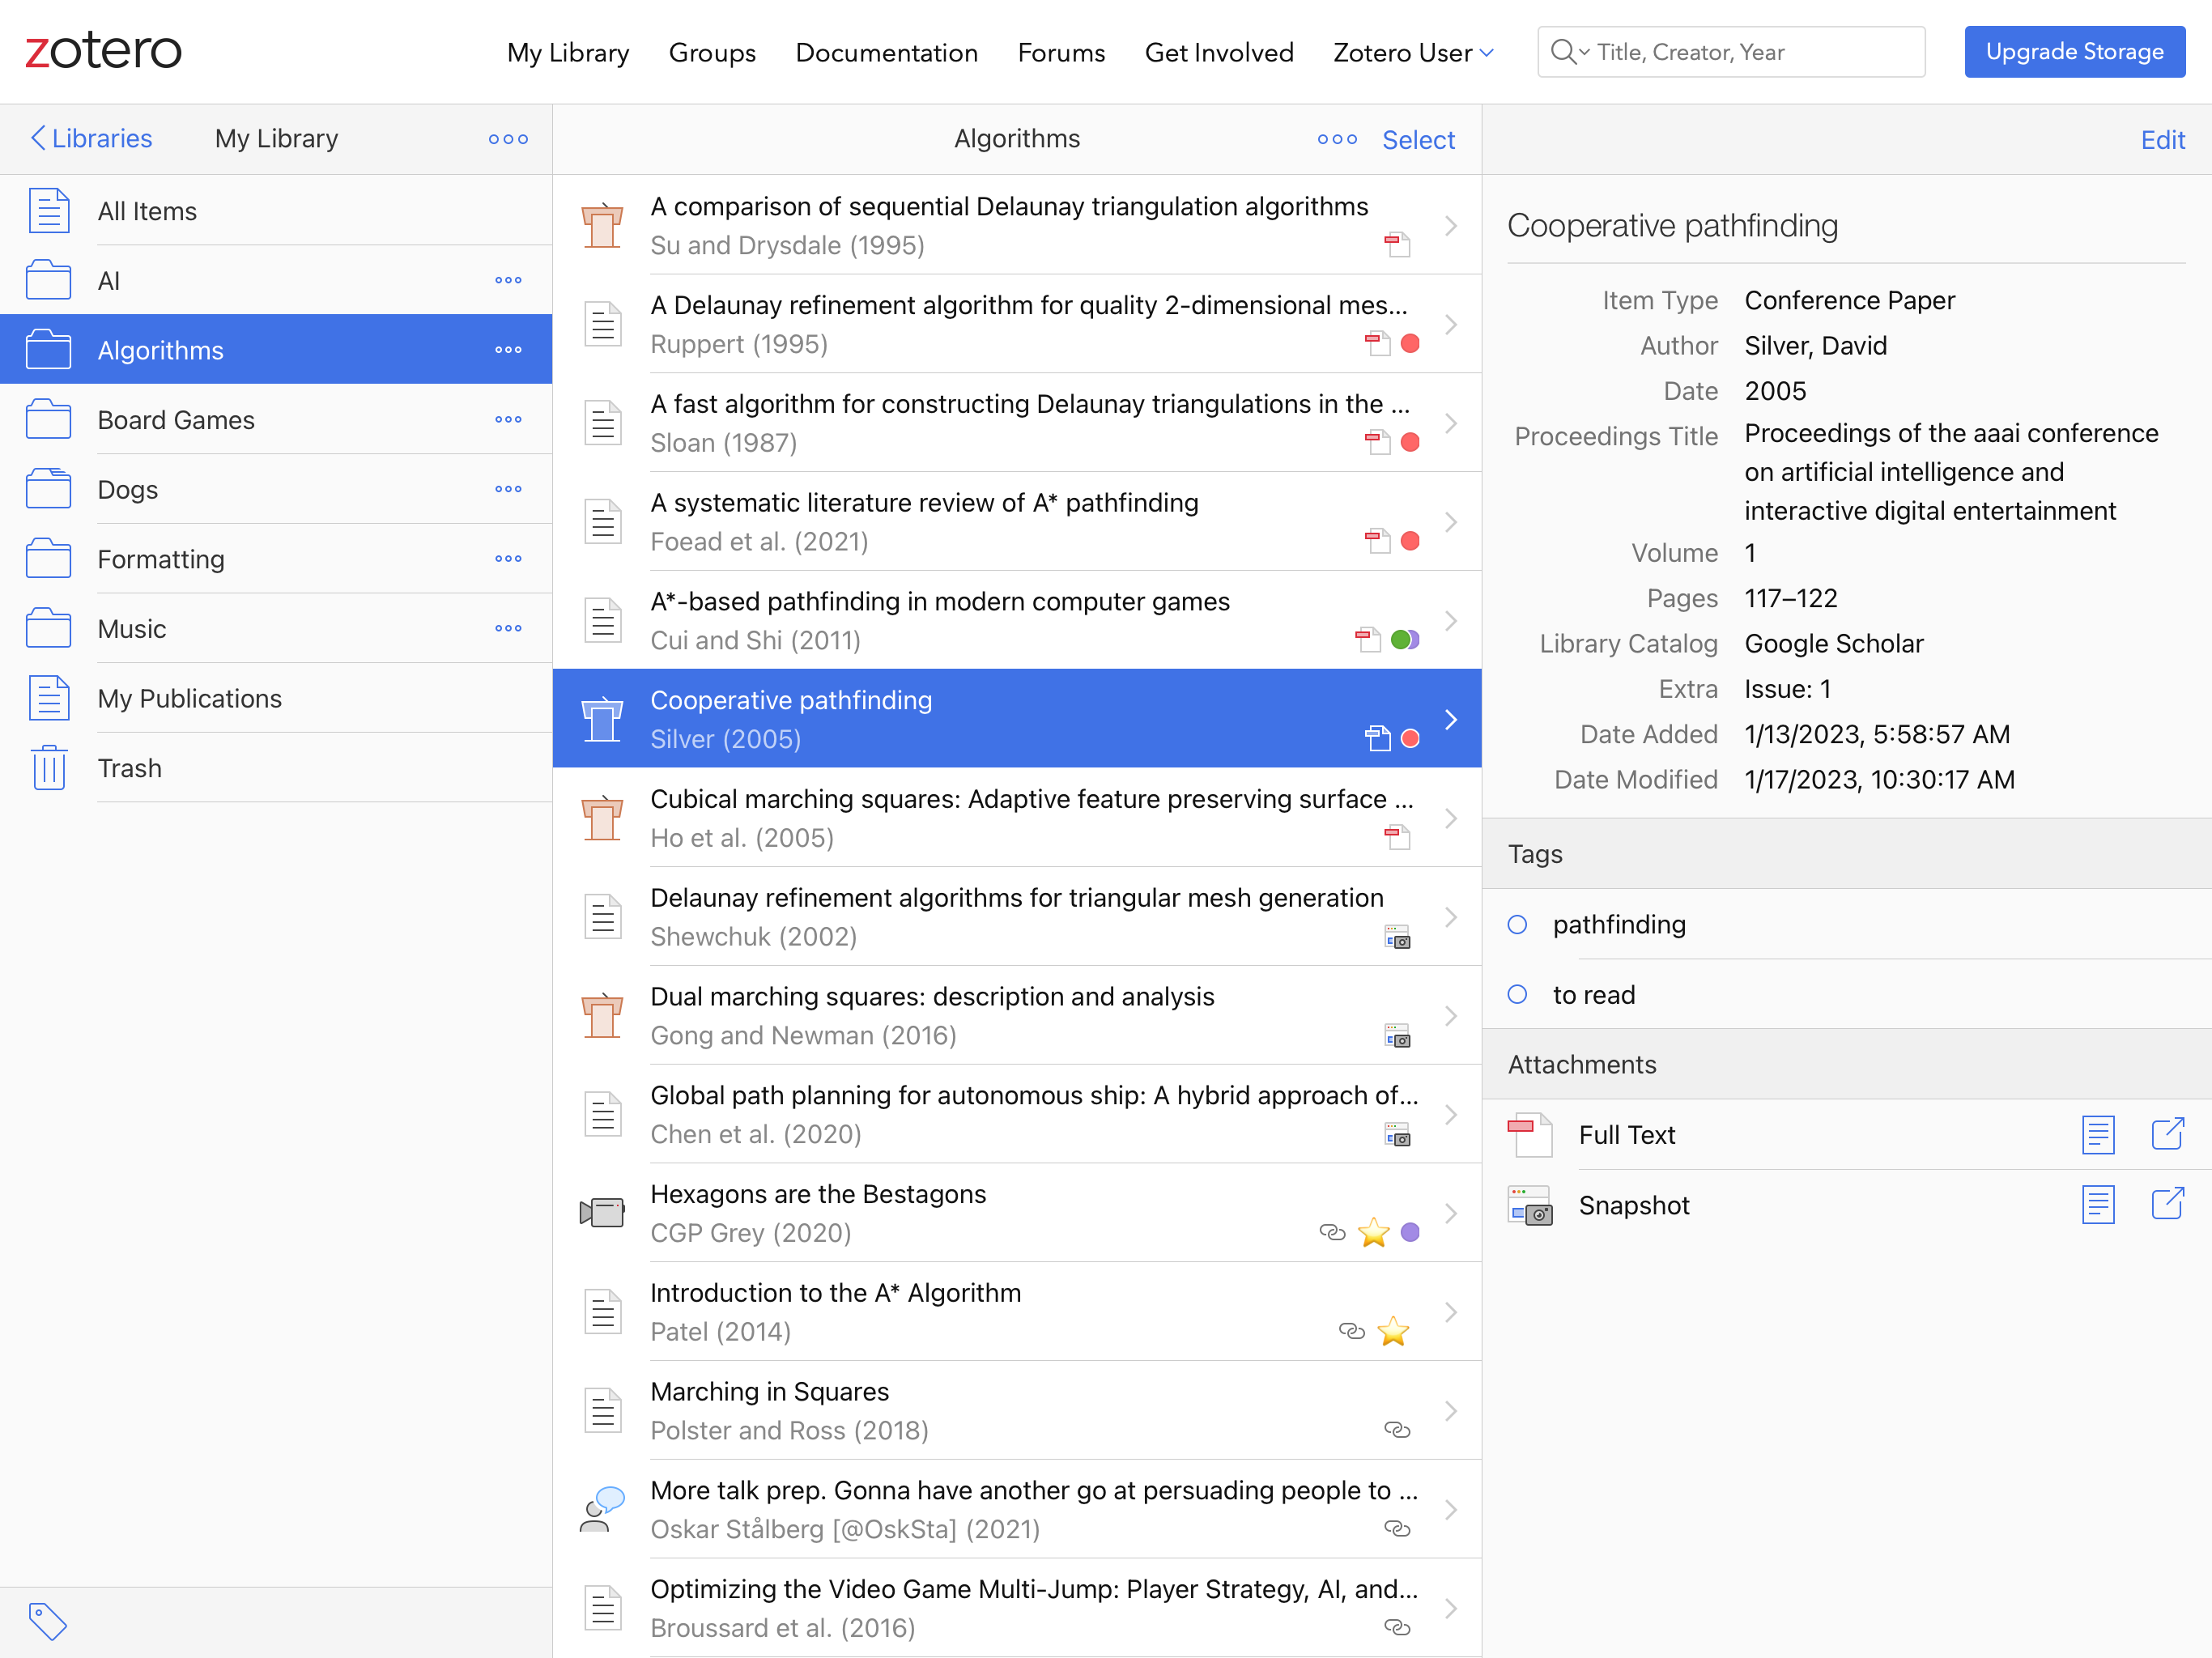 zotero
My Library
Groups
Documentation
Forums
Get Involved
Zotero User
Title, Creator, Year
Upgrade Storage
Libraries
My Library
All Items
AI
Algorithms
Board Games
Dogs
Formatting
Music
My Publications
Trash
Algorithms
Select
A comparison of sequential Delaunay triangulation algorithms
Su and Drysdale (1995)
A Delaunay refinement algorithm for quality 2-dimensional mes...
Ruppert (1995)
A fast algorithm for constructing Delaunay triangulations in the ...
Sloan (1987)
A systematic literature review of A* pathfinding
Foead et al. (2021)
A*-based pathfinding in modern computer games
Cui and Shi (2011)
Cooperative pathfinding
Silver (2005)
Cubical marching squares: Adaptive feature preserving surface ...
Ho et al. (2005)
Delaunay refinement algorithms for triangular mesh generation
Shewchuk (2002)
Dual marching squares: description and analysis
Gong and Newman (2016)
Global path planning for autonomous ship: A hybrid approach of...
Chen et al. (2020)
Hexagons are the Bestagons
CGP Grey (2020)
Introduction to the A* Algorithm
Patel (2014)
Marching in Squares
Polster and Ross (2018)
More talk prep. Gonna have another go at persuading people to ...
Oskar Stålberg [@OskSta] (2021)
Optimizing the Video Game Multi-Jump: Player Strategy, AI, and...
Broussard et al. (2016)
Edit
Cooperative pathfinding
Item Type Conference Paper
Author Silver, David
Date 2005
Proceedings Title Proceedings of the aaai conference
on artificial intelligence and
interactive digital entertainment
Volume 1
Pages 117–122
Library Catalog Google Scholar
Extra Issue: 1
Date Added 1/13/2023, 5:58:57 AM
Date Modified 1/17/2023, 10:30:17 AM
Tags
pathfinding
to read
Attachments
Full Text
Snapshot